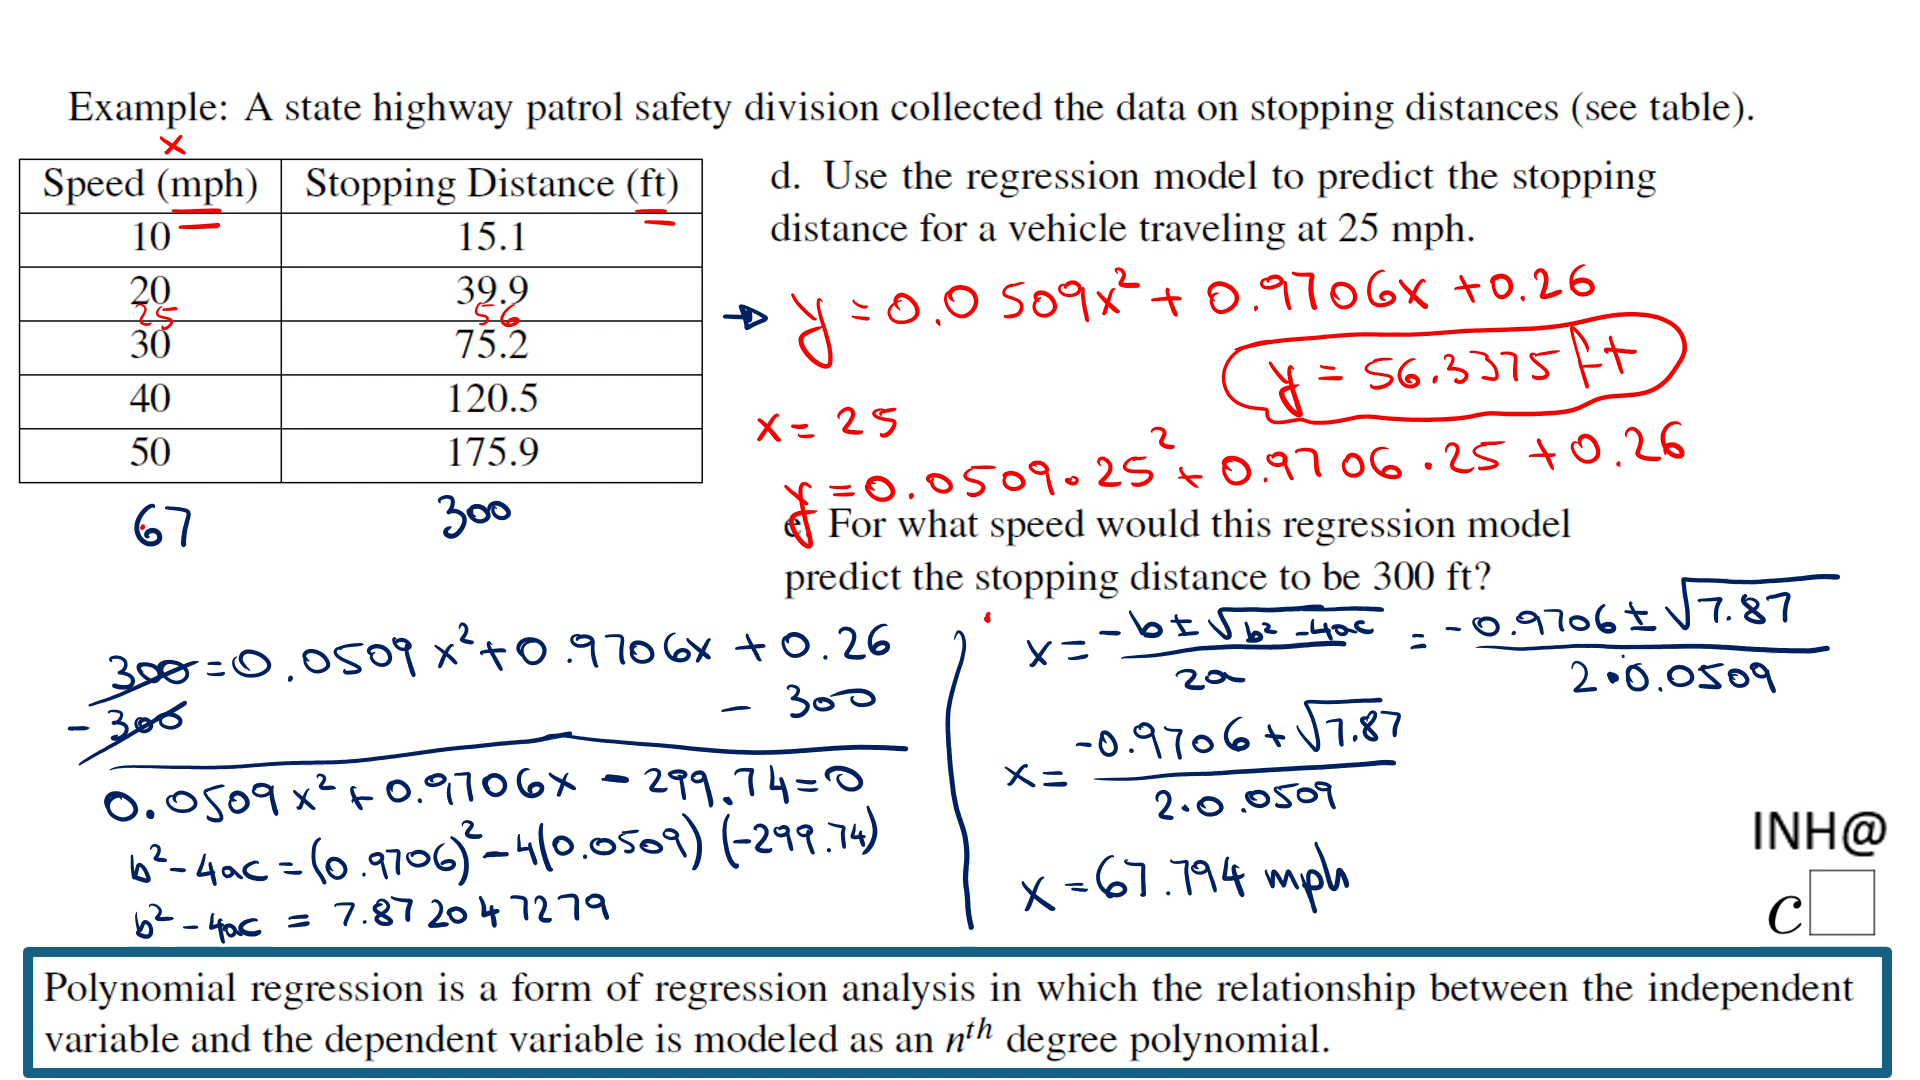 Example: A state highway patrol safety division collected the data on stopping distances (see table).
x
Speed (mph) Stopping Distance (ft)
10 15.1
20 39.9
25 56
30 75.2
40 120.5
50 175.9
67 300
d. Use the regression model to predict the stopping
distance for a vehicle traveling at 25 mph.
y = 0.0509x² + 0.9706x + 0.26
y = 56.3375 ft
x = 25
y = 0.0509 · 25² + 0.9706 · 25 + 0.26
e. For what speed would this regression model
predict the stopping distance to be 300 ft?
300 = 0.0509x² + 0.9706x + 0.26
- 300 - 300
0.0509x² + 0.9706x - 299.74 = 0
b² - 4ac = (0.9706)² - 4(0.0509)(-299.74)
b² - 4ac = 7.872047279
x = -b ± √b² - 4ac / 2a = -0.9706 ± √7.87 / 2 · 0.0509
x = -0.9706 + √7.87 / 2 · 0.0509
x = 67.794 mph
INH@
c
Polynomial regression is a form of regression analysis in which the relationship between the independent
variable and the dependent variable is modeled as an nth degree polynomial.